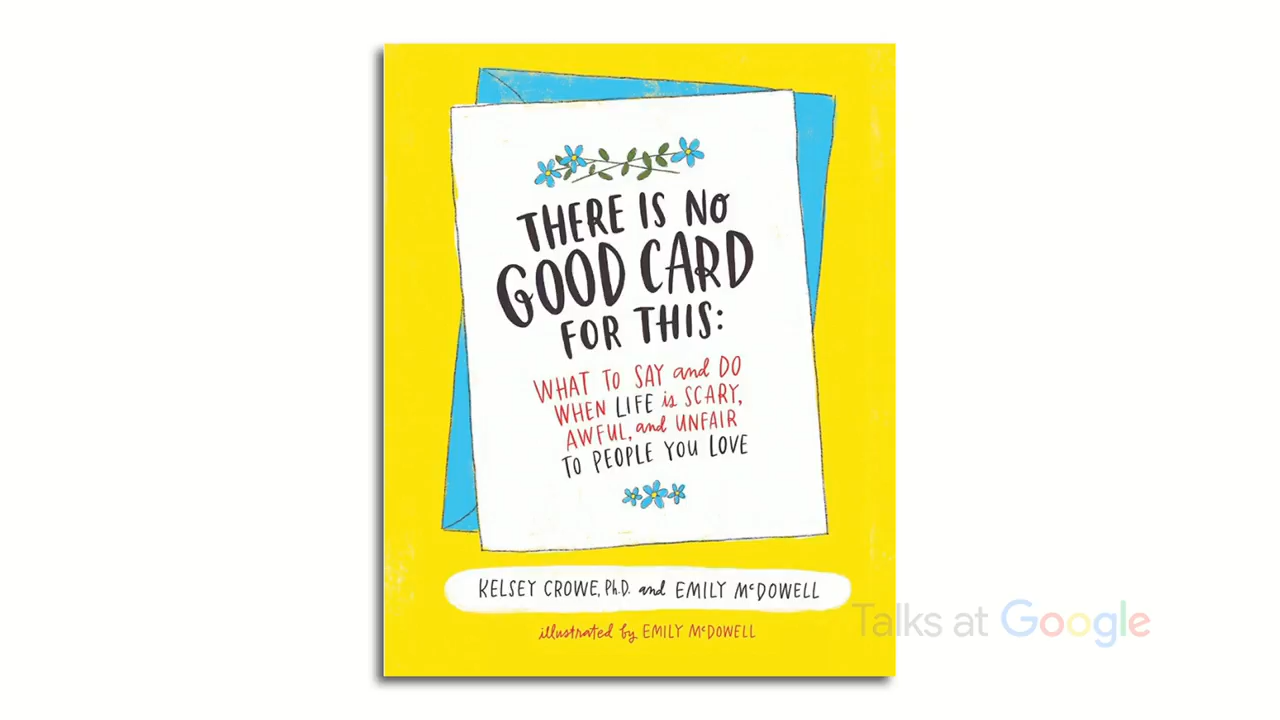 THERE IS NO
GOOD CARD
FOR THIS:
WHAT TO SAY and DO
WHEN LIFE is SCARY,
AWFUL, and UNFAIR
TO PEOPLE YOU LOVE
KELSEY CROWE, Ph.D. and EMILY McDOWELL
illustrated by EMILY McDOWELL
Talks at Google